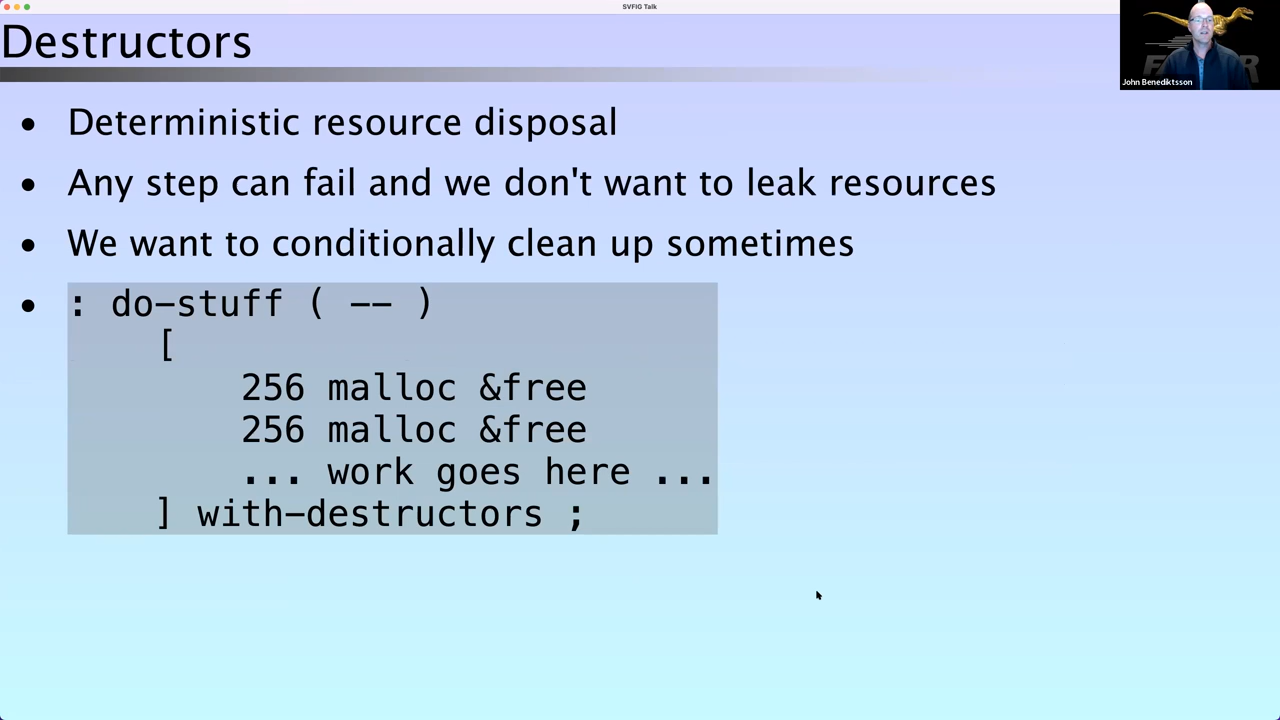 SVFIG Talk
Destructors
John Benediktsson
• Deterministic resource disposal
• Any step can fail and we don't want to leak resources
• We want to conditionally clean up sometimes
• : do-stuff ( -- )
[
256 malloc &free
256 malloc &free
... work goes here ...
] with-destructors ;